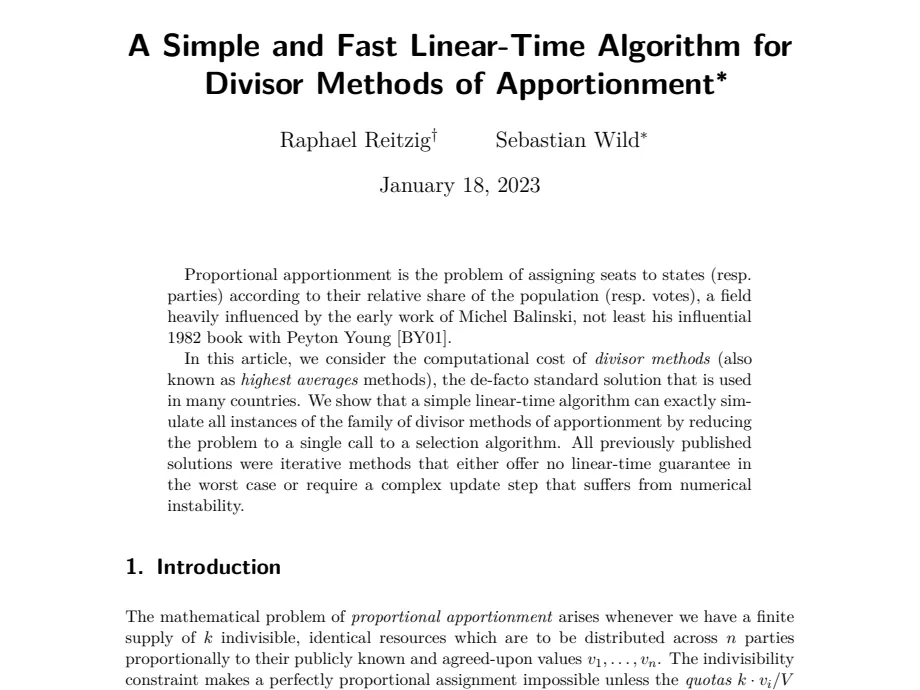 A Simple and Fast Linear-Time Algorithm for
Divisor Methods of Apportionment*
Raphael Reitzig† Sebastian Wild*
January 18, 2023
Proportional apportionment is the problem of assigning seats to states (resp.
parties) according to their relative share of the population (resp. votes), a field
heavily influenced by the early work of Michel Balinski, not least his influential
1982 book with Peyton Young [BY01].
In this article, we consider the computational cost of divisor methods (also
known as highest averages methods), the de-facto standard solution that is used
in many countries. We show that a simple linear-time algorithm can exactly sim-
ulate all instances of the family of divisor methods of apportionment by reducing
the problem to a single call to a selection algorithm. All previously published
solutions were iterative methods that either offer no linear-time guarantee in
the worst case or require a complex update step that suffers from numerical
instability.
1. Introduction
The mathematical problem of proportional apportionment arises whenever we have a finite
supply of k indivisible, identical resources which are to be distributed across n parties
proportionally to their publicly known and agreed-upon values v₁, . . . , vₙ. The indivisibility
constraint makes a perfectly proportional assignment impossible unless the quotas k · vᵢ/V